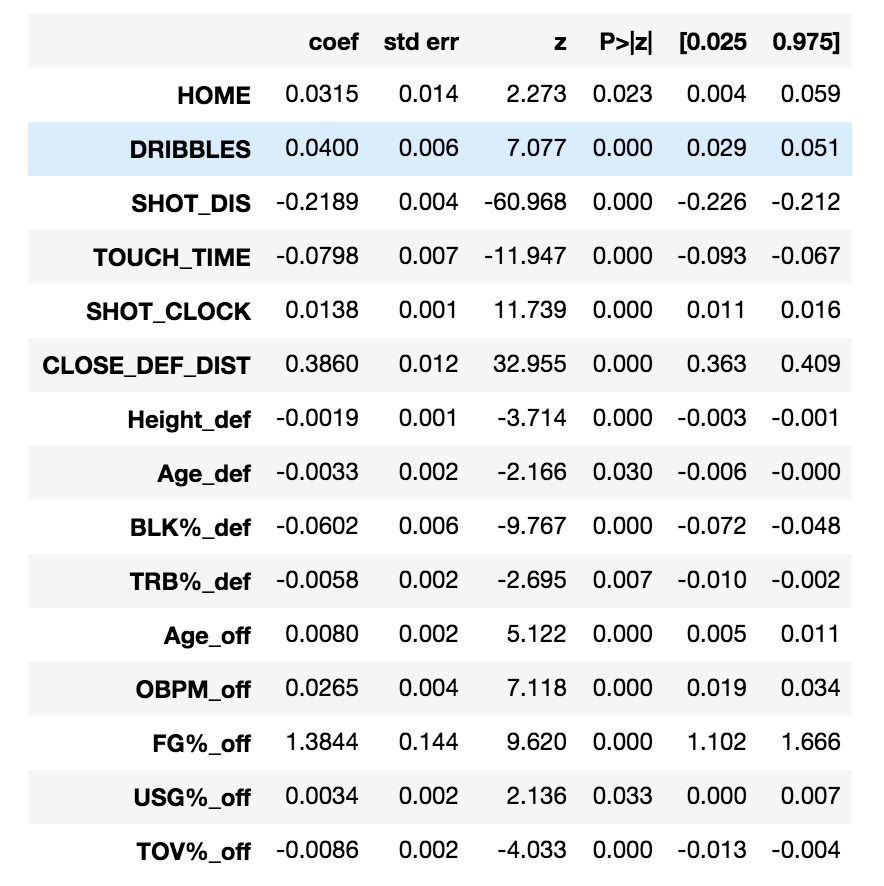 coef std err z P>|z| [0.025 0.975]
HOME 0.0315 0.014 2.273 0.023 0.004 0.059
DRIBBLES 0.0400 0.006 7.077 0.000 0.029 0.051
SHOT_DIS -0.2189 0.004 -60.968 0.000 -0.226 -0.212
TOUCH_TIME -0.0798 0.007 -11.947 0.000 -0.093 -0.067
SHOT_CLOCK 0.0138 0.001 11.739 0.000 0.011 0.016
CLOSE_DEF_DIST 0.3860 0.012 32.955 0.000 0.363 0.409
Height_def -0.0019 0.001 -3.714 0.000 -0.003 -0.001
Age_def -0.0033 0.002 -2.166 0.030 -0.006 -0.000
BLK%_def -0.0602 0.006 -9.767 0.000 -0.072 -0.048
TRB%_def -0.0058 0.002 -2.695 0.007 -0.010 -0.002
Age_off 0.0080 0.002 5.122 0.000 0.005 0.011
OBPM_off 0.0265 0.004 7.118 0.000 0.019 0.034
FG%_off 1.3844 0.144 9.620 0.000 1.102 1.666
USG%_off 0.0034 0.002 2.136 0.033 0.000 0.007
TOV%_off -0.0086 0.002 -4.033 0.000 -0.013 -0.004